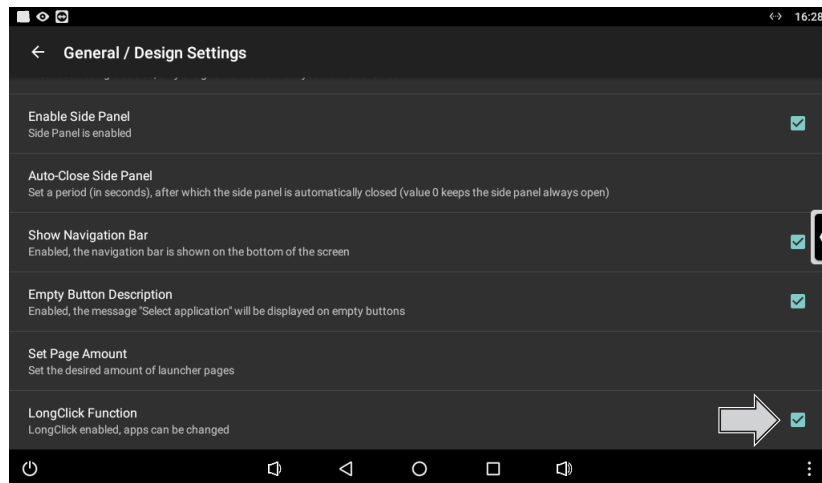 16:28
General / Design Settings
Enable Side Panel
Side Panel is enabled
Auto-Close Side Panel
Set a period (in seconds), after which the side panel is automatically closed (value 0 keeps the side panel always open)
Show Navigation Bar
Enabled, the navigation bar is shown on the bottom of the screen
Empty Button Description
Enabled, the message "Select application" will be displayed on empty buttons
Set Page Amount
Set the desired amount of launcher pages
LongClick Function
LongClick enabled, apps can be changed